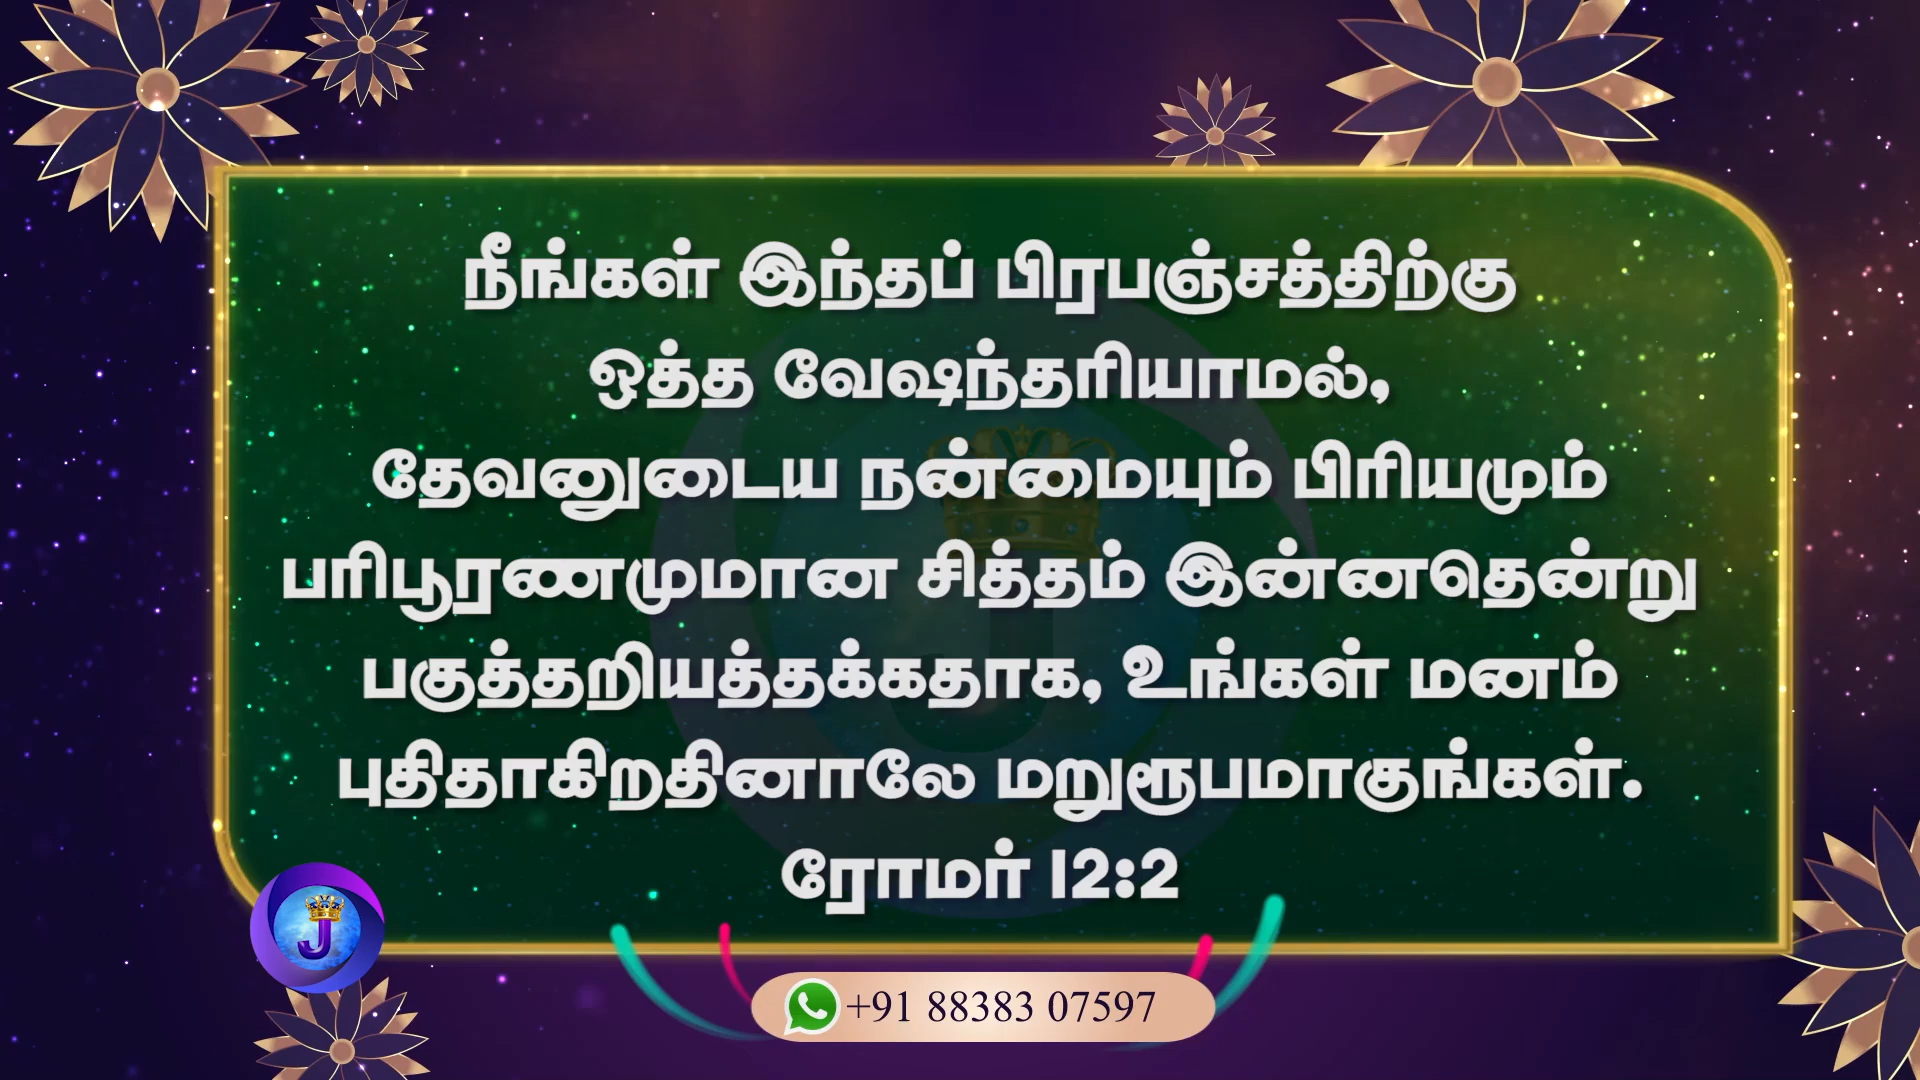 நீங்கள் இந்தப் பிரபஞ்சத்திற்கு
ஒத்த வேஷந்தரியாமல்,
தேவனுடைய நன்மையும் பிரியமும்
பரிபூரணமுமான சித்தம் இன்னதென்று
பகுத்தறியத்தக்கதாக, உங்கள் மனம்
புதிதாகிறதினாலே மறுரூபமாகுங்கள்.
ரோமர் 12:2
J
+91 88383 07597